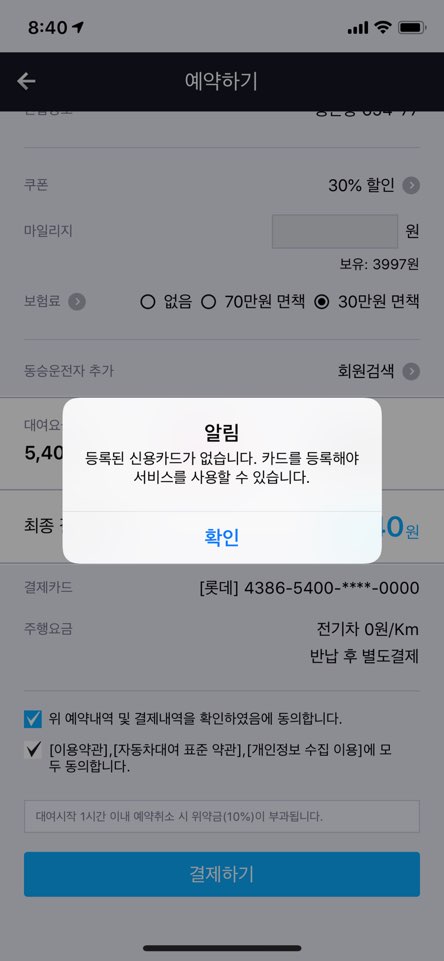 8:40
예약하기
쿠폰
30% 할인
마일리지
원
보유: 3997원
보험료
없음
70만원 면책
30만원 면책
동승운전자 추가
회원검색
알림
등록된 신용카드가 없습니다. 카드를 등록해야
서비스를 사용할 수 있습니다.
확인
대여요
5,40
최종
0원
결제카드
[롯데] 4386-5400-****-0000
주행요금
전기차 0원/Km
반납 후 별도결제
위 예약내역 및 결제내역을 확인하였음에 동의합니다.
[이용약관],[자동차대여 표준 약관],[개인정보 수집 이용]에 모
두 동의합니다.
대여시작 1시간 이내 예약취소 시 위약금(10%)이 부과됩니다.
결제하기